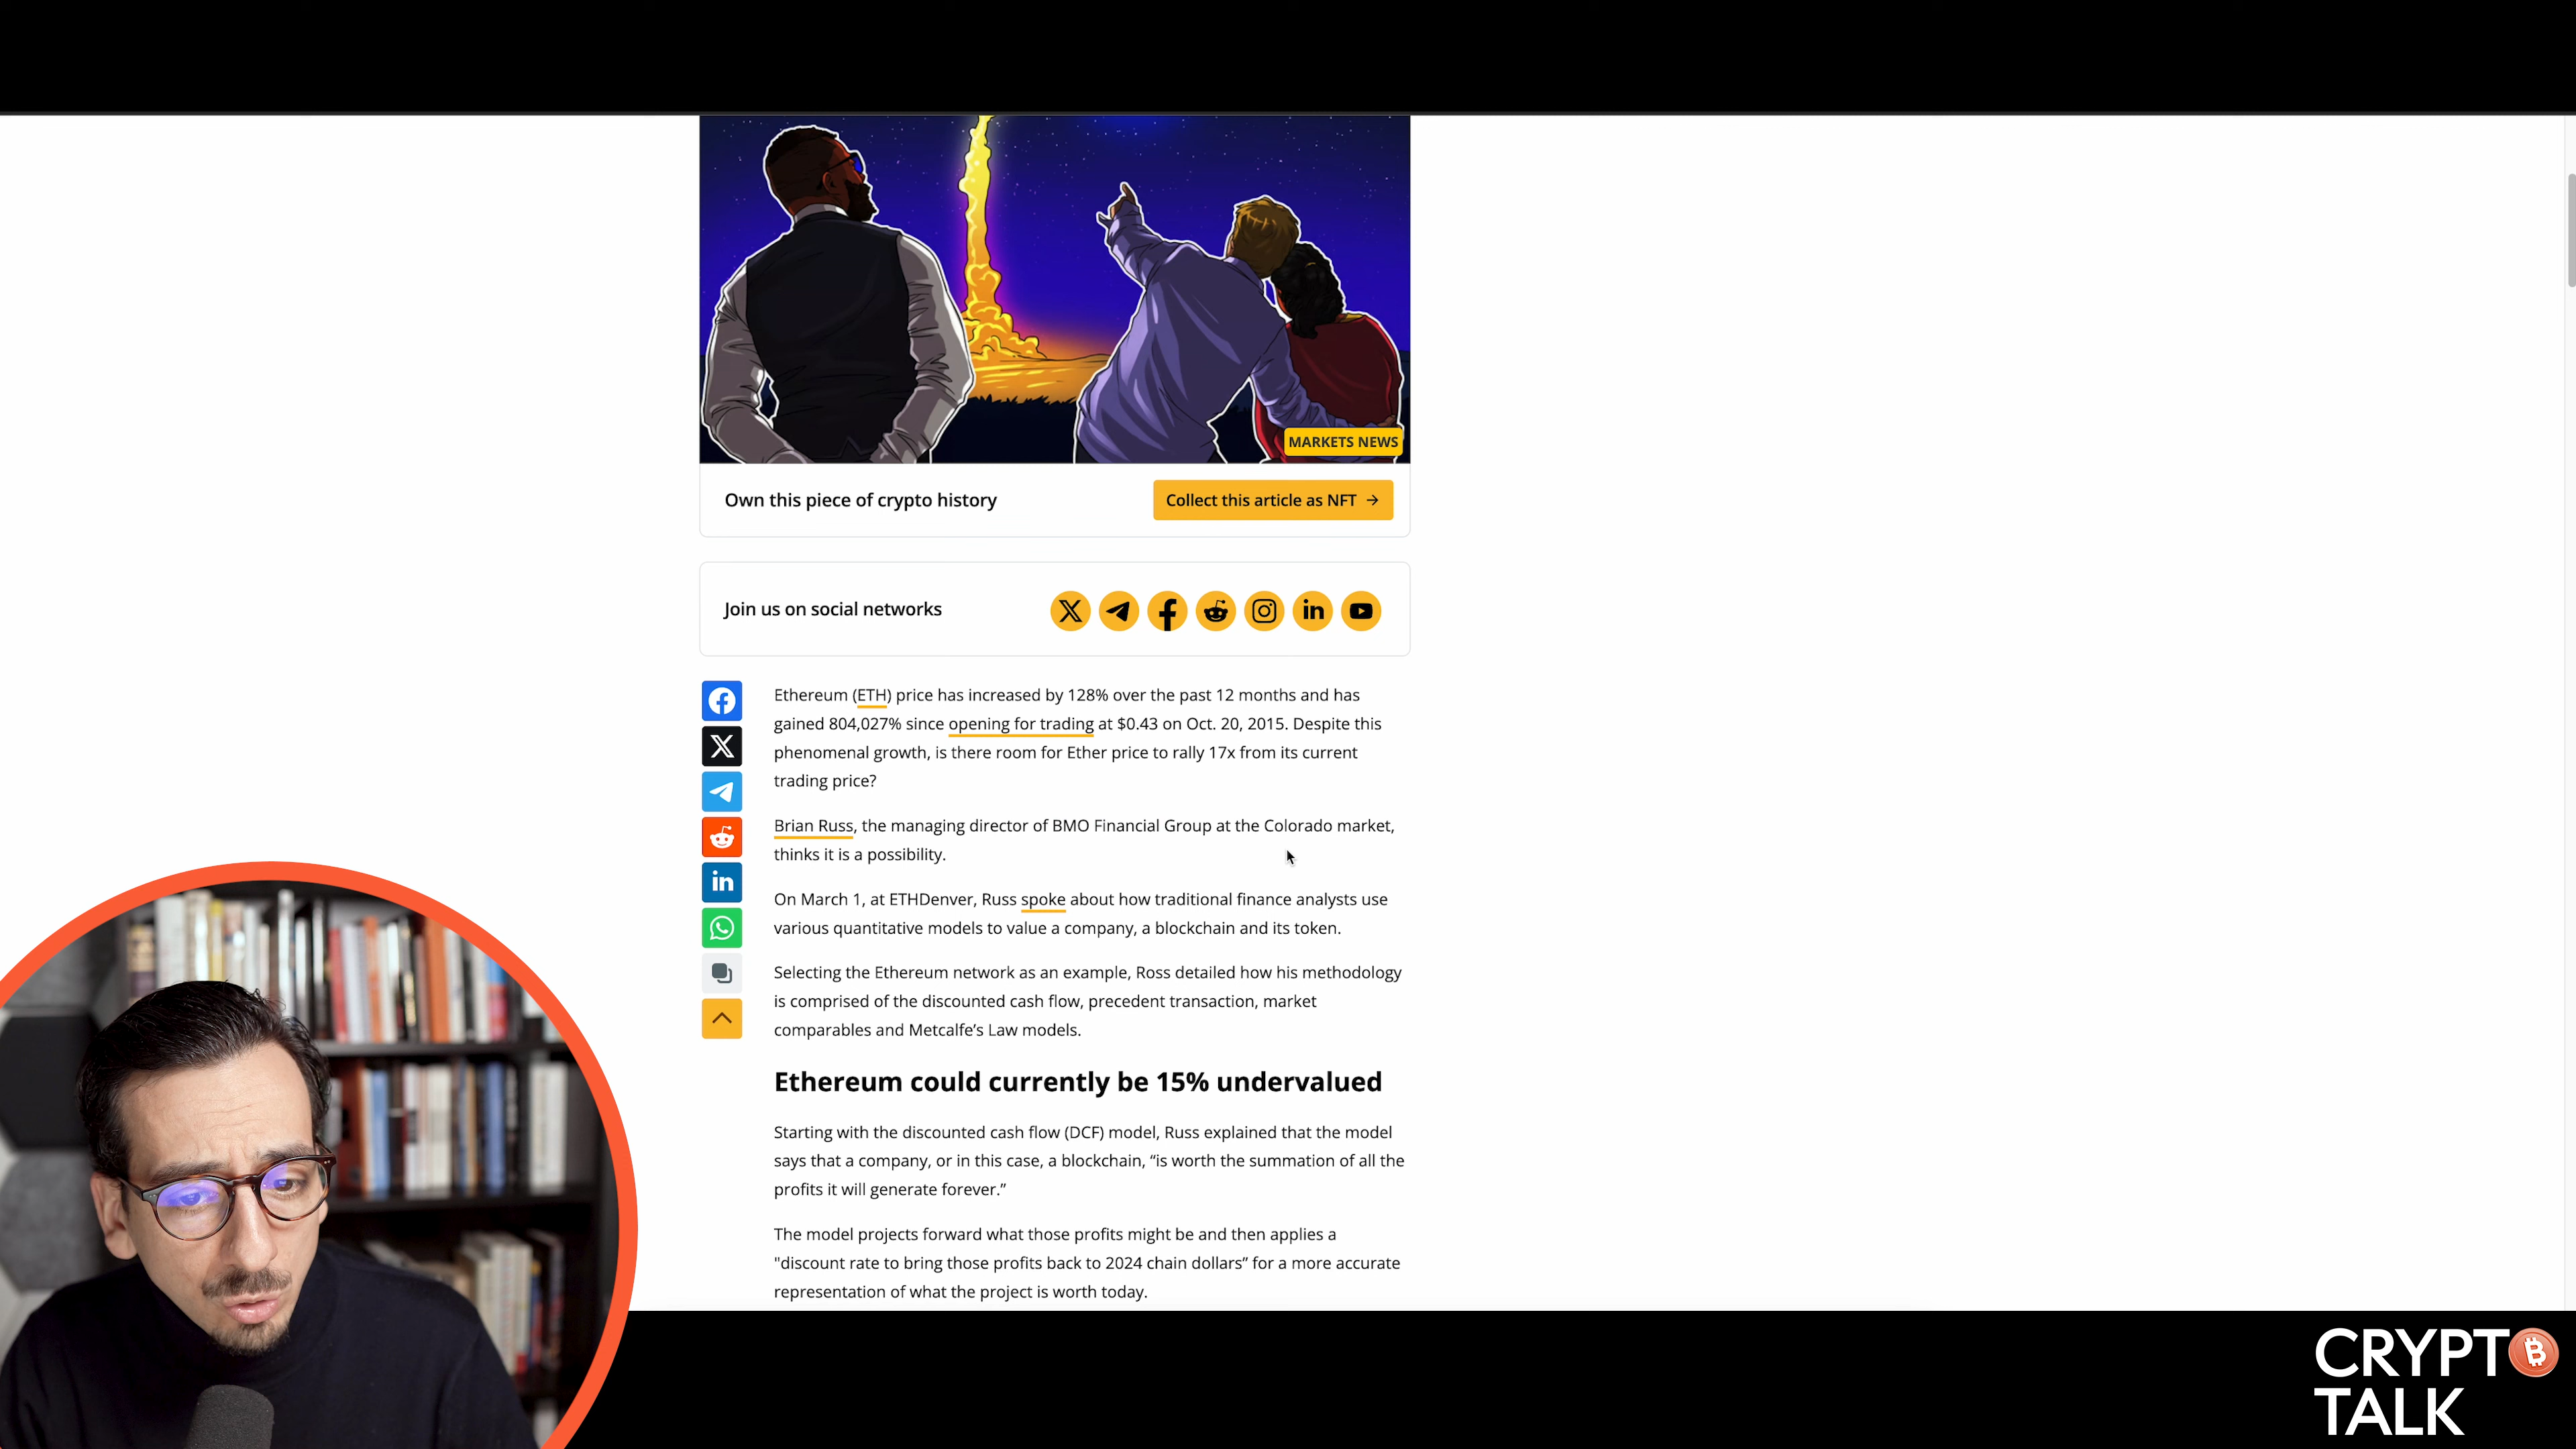 MARKETS NEWS
Own this piece of crypto history
Collect this article as NFT →
Join us on social networks
Ethereum (ETH) price has increased by 128% over the past 12 months and has
gained 804,027% since opening for trading at $0.43 on Oct. 20, 2015. Despite this
phenomenal growth, is there room for Ether price to rally 17x from its current
trading price?
Brian Russ, the managing director of BMO Financial Group at the Colorado market,
thinks it is a possibility.
On March 1, at ETHDenver, Russ spoke about how traditional finance analysts use
various quantitative models to value a company, a blockchain and its token.
Selecting the Ethereum network as an example, Ross detailed how his methodology
is comprised of the discounted cash flow, precedent transaction, market
comparables and Metcalfe’s Law models.
Ethereum could currently be 15% undervalued
Starting with the discounted cash flow (DCF) model, Russ explained that the model
says that a company, or in this case, a blockchain, “is worth the summation of all the
profits it will generate forever.”
The model projects forward what those profits might be and then applies a
"discount rate to bring those profits back to 2024 chain dollars” for a more accurate
representation of what the project is worth today.
CRYPTO
TALK